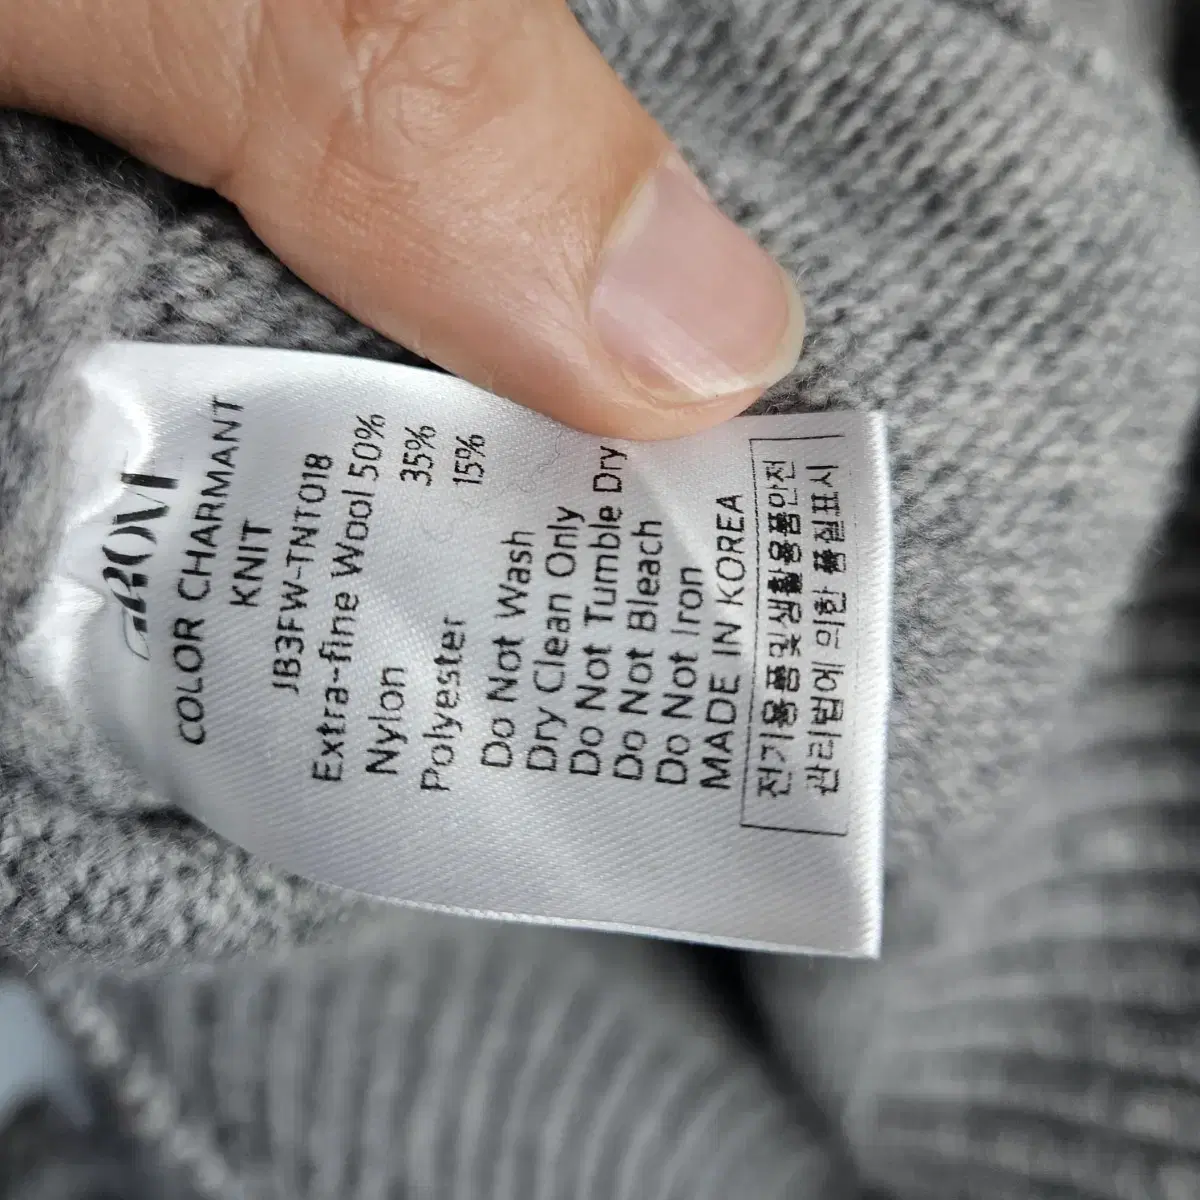 COLOR CHARMANT
KNIT
JB3FW-TNT018
Extra-fine Wool 50%
Nylon 35%
Polyester 15%
Do Not Wash
Dry Clean Only
Do Not Tumble Dry
Do Not Bleach
Do Not Iron
MADE IN KOREA
전기용품및생활용품안전
관리법에 의한 품질표시